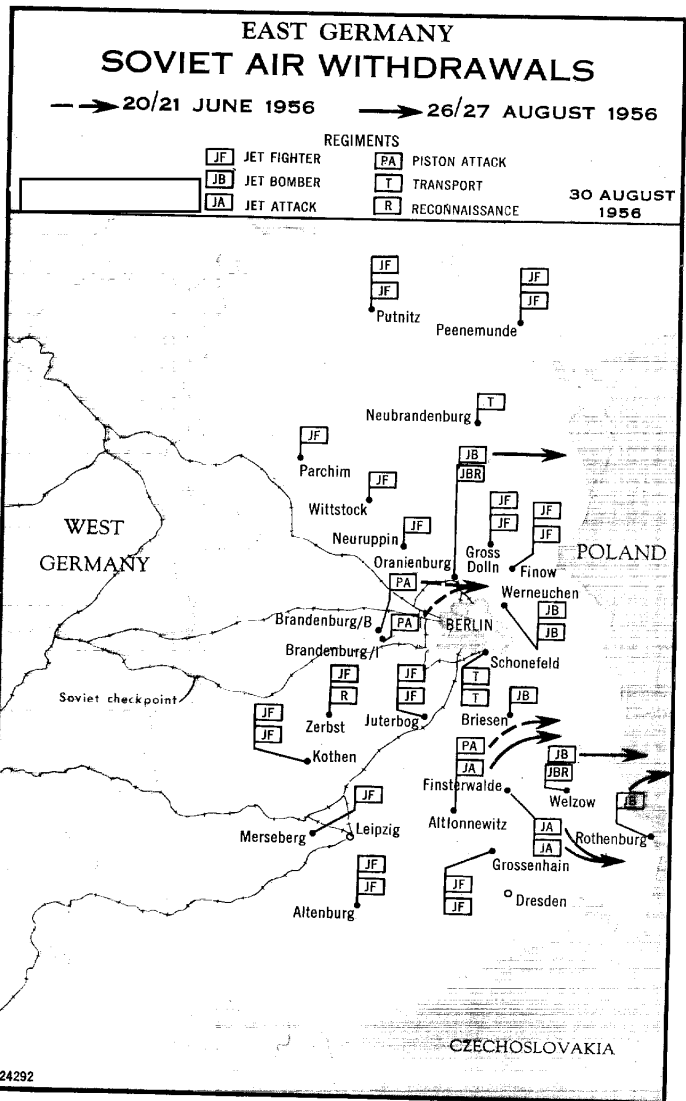 EAST GERMANY
SOVIET AIR WITHDRAWALS
20/21 JUNE 1956
26/27 AUGUST 1956
REGIMENTS
JF JET FIGHTER
PA PISTON ATTACK
JB JET BOMBER
T TRANSPORT
JA JET ATTACK
R RECONNAISSANCE
30 AUGUST
1956
JF
JF
Putnitz
JF
JF
Peenemunde
T
Neubrandenburg
JF
Parchim
JB
JBR
Oranienburg
JF
Wittstock
JF
Neuruppin
JF
JF
Gross
Dolln
JF
JF
Finow
WEST
GERMANY
POLAND
PA
Brandenburg/B
PA
Brandenburg/I
BERLIN
Werneuchen
JB
JB
Schonefeld
T
T
Soviet checkpoint
JF
R
Zerbst
JF
JF
Juterbog
JB
Briesen
JF
JF
Kothen
PA
JA
Altlonnewitz
Finsterwalde
JA
JA
JB
JBR
Welzow
JB
Rothenburg
JF
Merseberg
Leipzig
Grossenhain
JF
JF
JF
JF
Altenburg
Dresden
CZECHOSLOVAKIA
24292